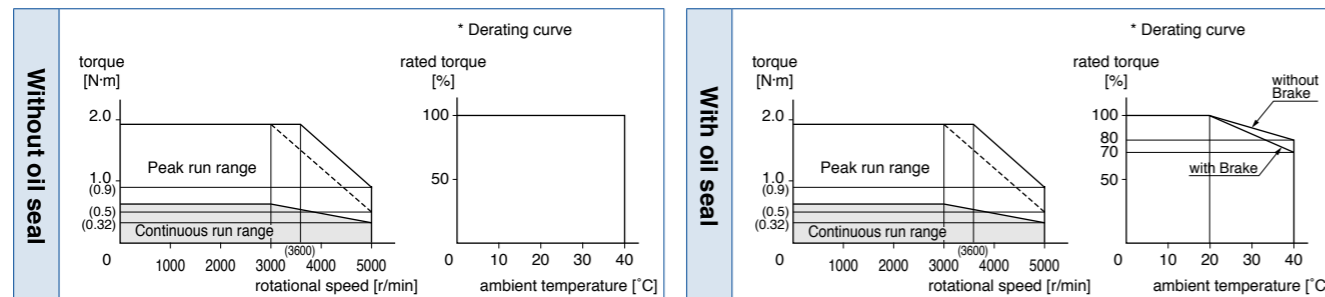 Without oil seal
* Derating curve
torque
[N·m]
2.0
1.0
(0.9)
(0.5)
(0.32)
0
Peak run range
Continuous run range
(3600)
1000 2000 3000 4000 5000
rotational speed [r/min]
rated torque
[%]
100
50
0 10 20 30 40
ambient temperature [˚C]
With oil seal
* Derating curve
torque
[N·m]
2.0
1.0
(0.9)
(0.5)
(0.32)
0
Peak run range
Continuous run range
(3600)
1000 2000 3000 4000 5000
rotational speed [r/min]
rated torque
[%]
without
Brake
100
80
70
50
with Brake
0 10 20 30 40
ambient temperature [˚C]